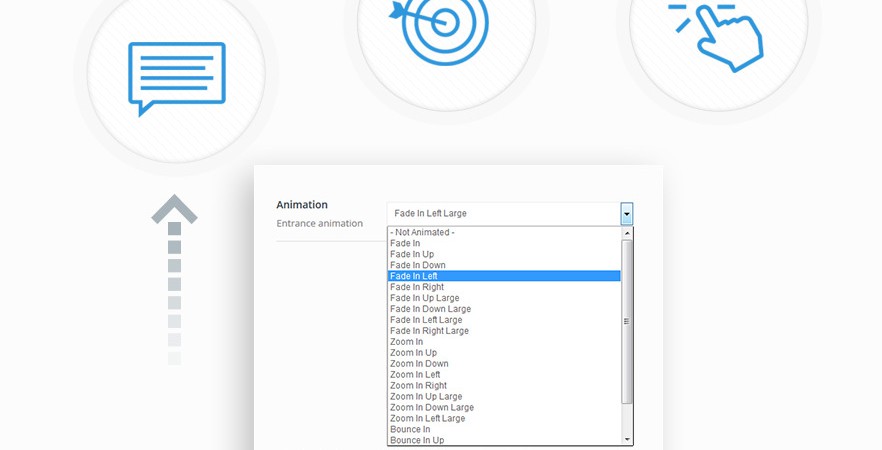 Animation
Entrance animation
Fade In Left Large
- Not Animated -
Fade In
Fade In Up
Fade In Down
Fade In Left
Fade In Right
Fade In Up Large
Fade In Down Large
Fade In Left Large
Fade In Right Large
Zoom In
Zoom In Up
Zoom In Down
Zoom In Left
Zoom In Right
Zoom In Up Large
Zoom In Down Large
Zoom In Left Large
Bounce In
Bounce In Up